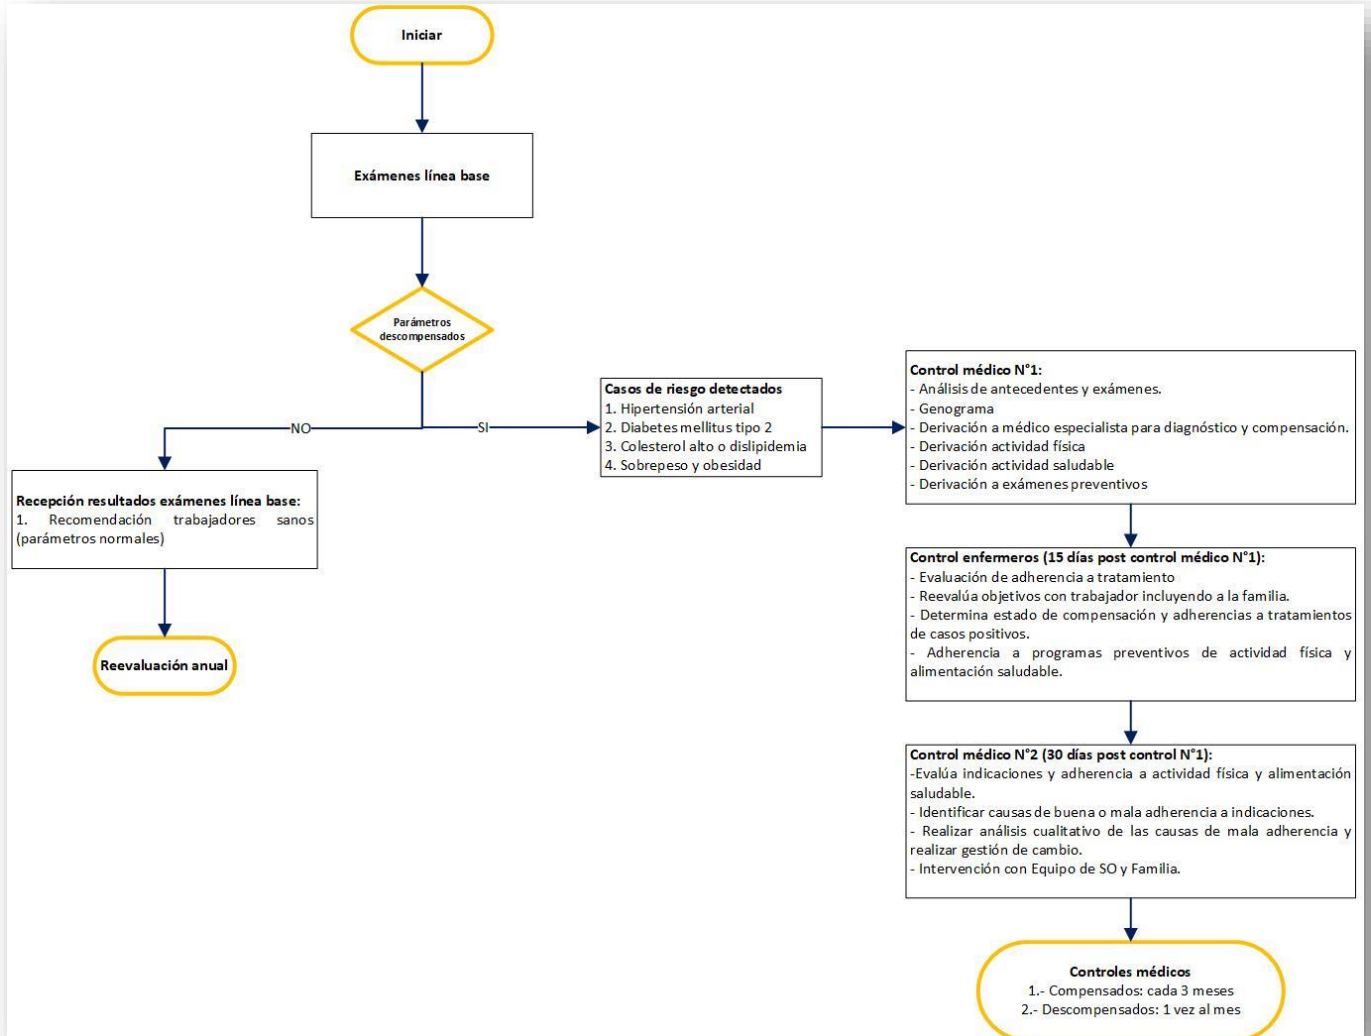 Iniciar
Exámenes línea base
Parámetros
descompensados
NO
SI
Recepción resultados exámenes línea base:
1. Recomendación trabajadores sanos
(parámetros normales)
Reevaluación anual
Casos de riesgo detectados
1. Hipertensión arterial
2. Diabetes mellitus tipo 2
3. Colesterol alto o dislipidemia
4. Sobrepeso y obesidad
Control médico N°1:
- Análisis de antecedentes y exámenes.
- Genograma
- Derivación a médico especialista para diagnóstico y compensación.
- Derivación actividad física
- Derivación actividad saludable
- Derivación a exámenes preventivos
Control enfermeros (15 días post control médico N°1):
- Evaluación de adherencia a tratamiento
- Reevalúa objetivos con trabajador incluyendo a la familia.
- Determina estado de compensación y adherencias a tratamientos
de casos positivos.
- Adherencia a programas preventivos de actividad física y
alimentación saludable.
Control médico N°2 (30 días post control N°1):
-Evalúa indicaciones y adherencia a actividad física y alimentación
saludable.
- Identificar causas de buena o mala adherencia a indicaciones.
- Realizar análisis cualitativo de las causas de mala adherencia y
realizar gestión de cambio.
- Intervención con Equipo de SO y Familia.
Controles médicos
1.- Compensados: cada 3 meses
2.- Descompensados: 1 vez al mes